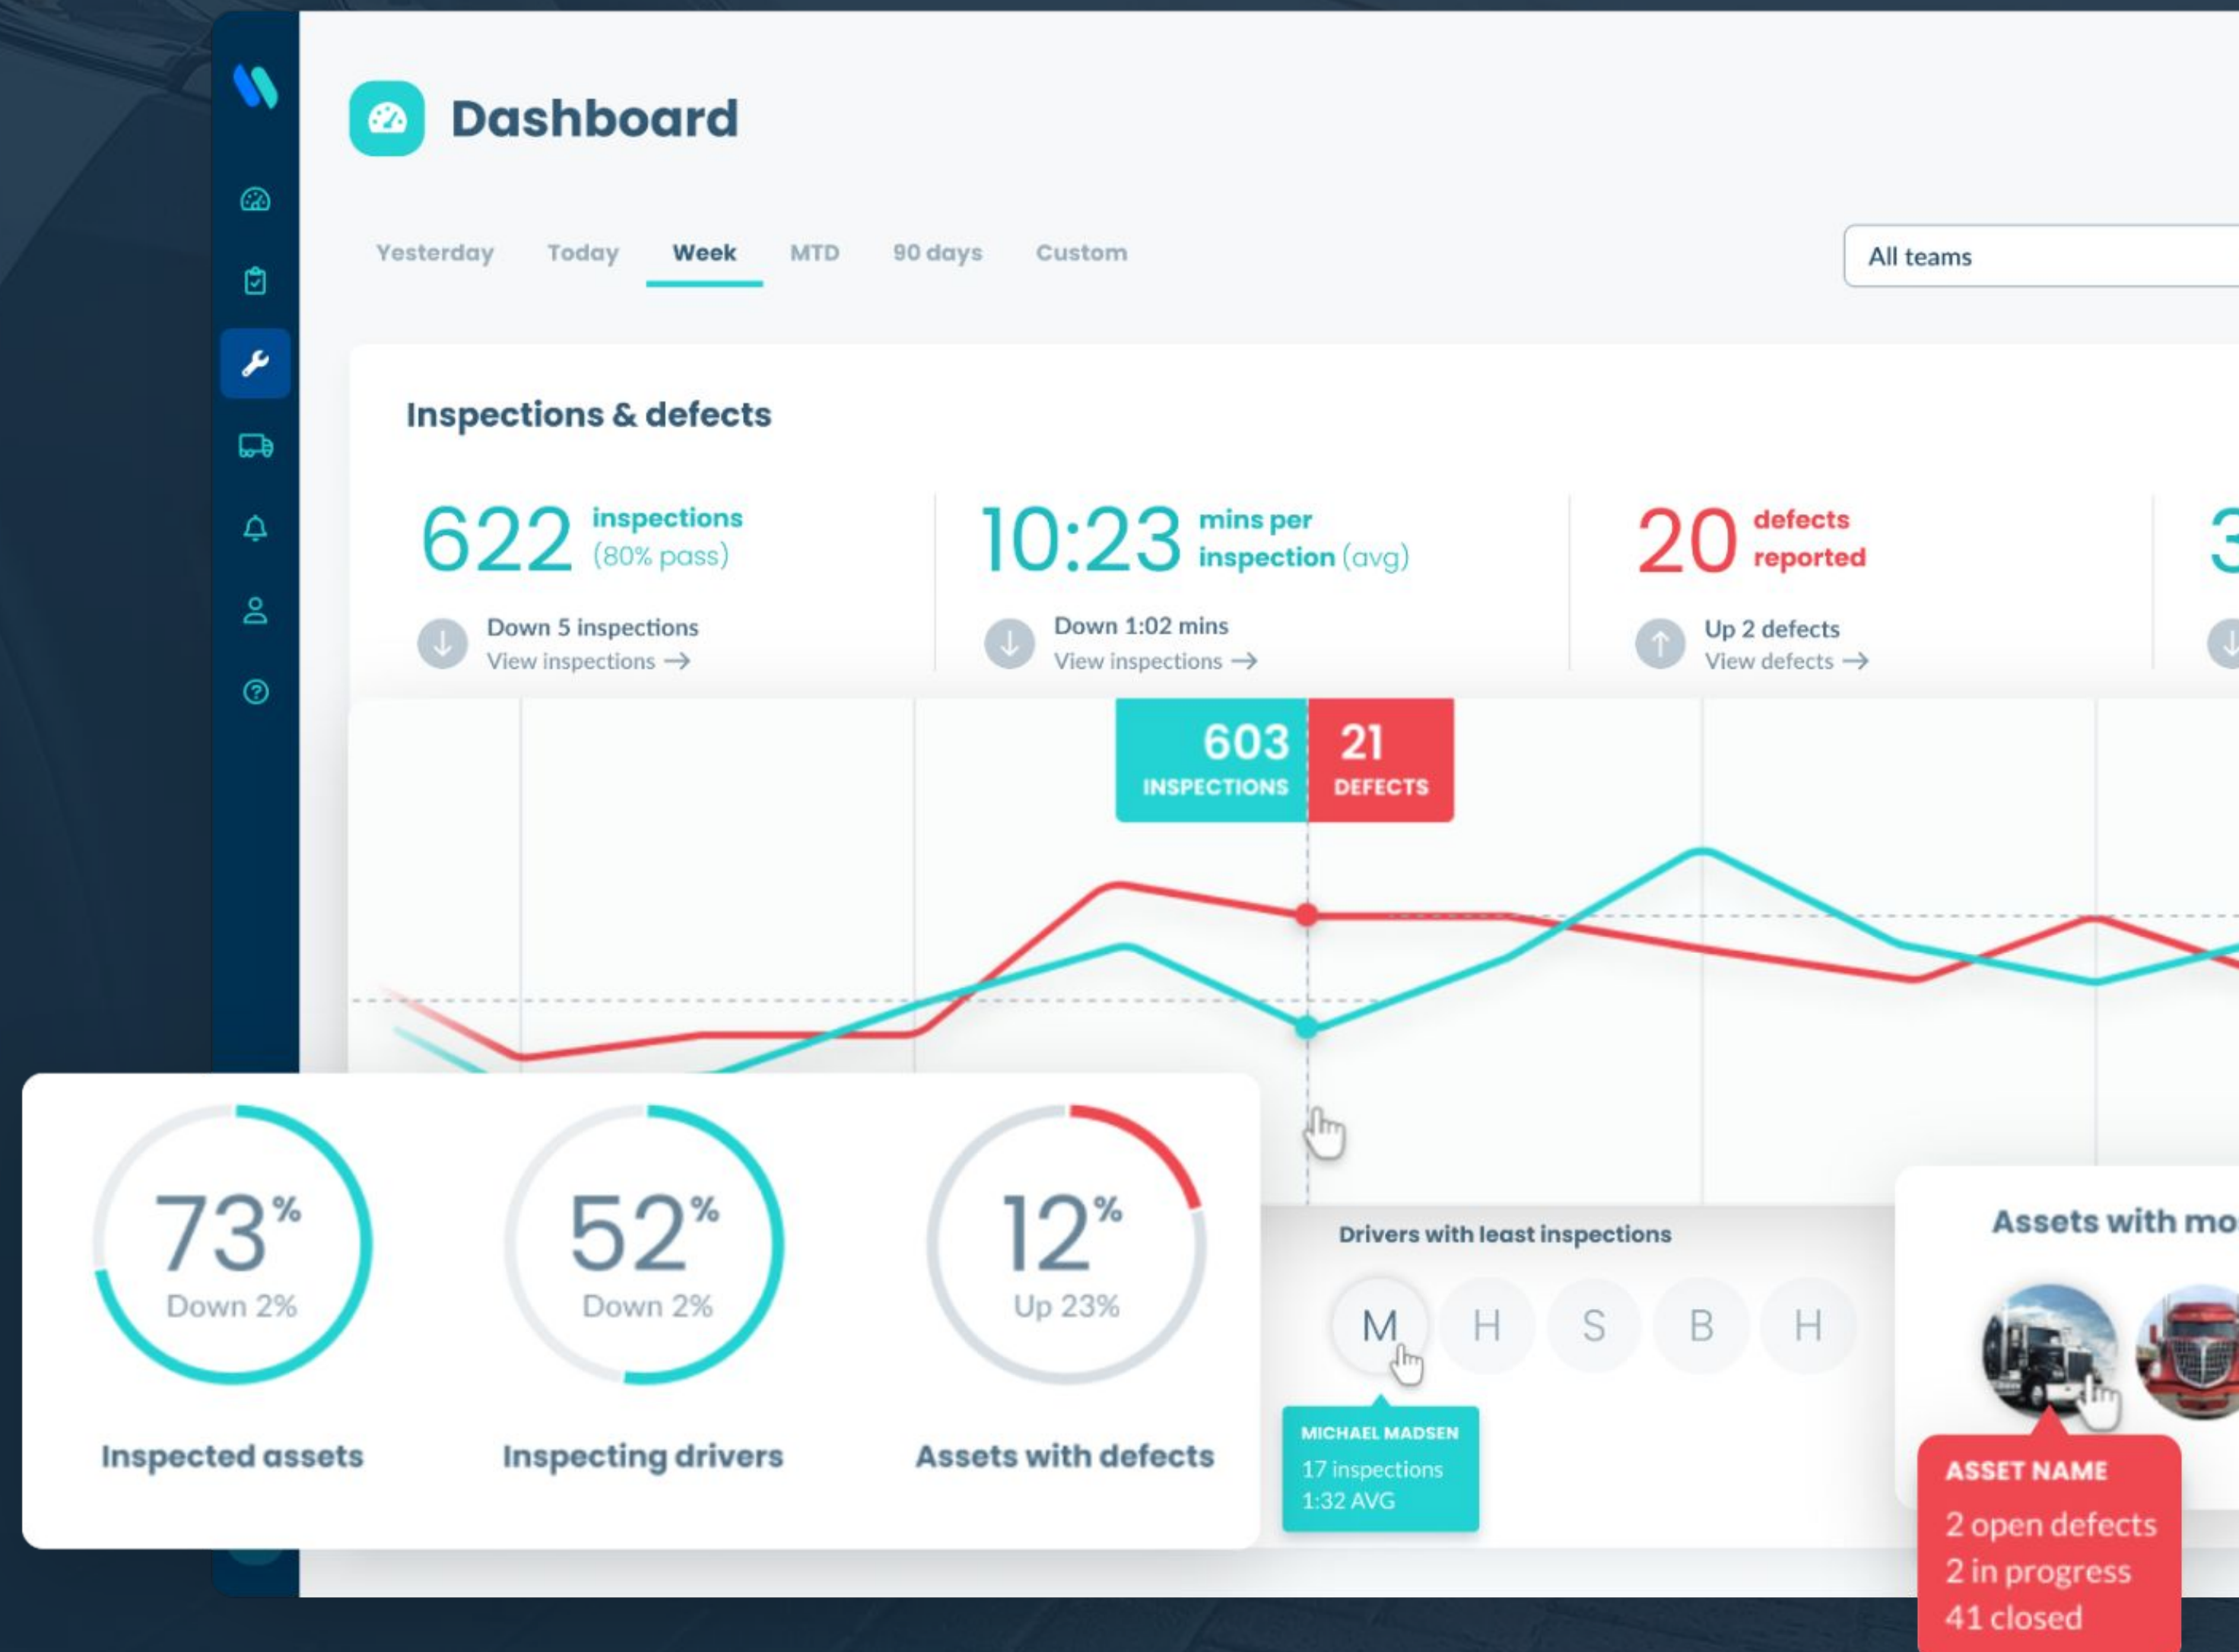 Dashboard
Yesterday Today Week MTD 90 days Custom
All teams
Inspections & defects
622 inspections (80% pass)
Down 5 inspections
View inspections →
10:23 mins per inspection (avg)
Down 1:02 mins
View inspections →
20 defects reported
Up 2 defects
View defects →
3
603 INSPECTIONS
21 DEFECTS
73%
Down 2%
Inspected assets
52%
Down 2%
Inspecting drivers
12%
Up 23%
Assets with defects
Drivers with least inspections
M H S B H
MICHAEL MADSEN
17 inspections
1:32 AVG
Assets with mo
ASSET NAME
2 open defects
2 in progress
41 closed